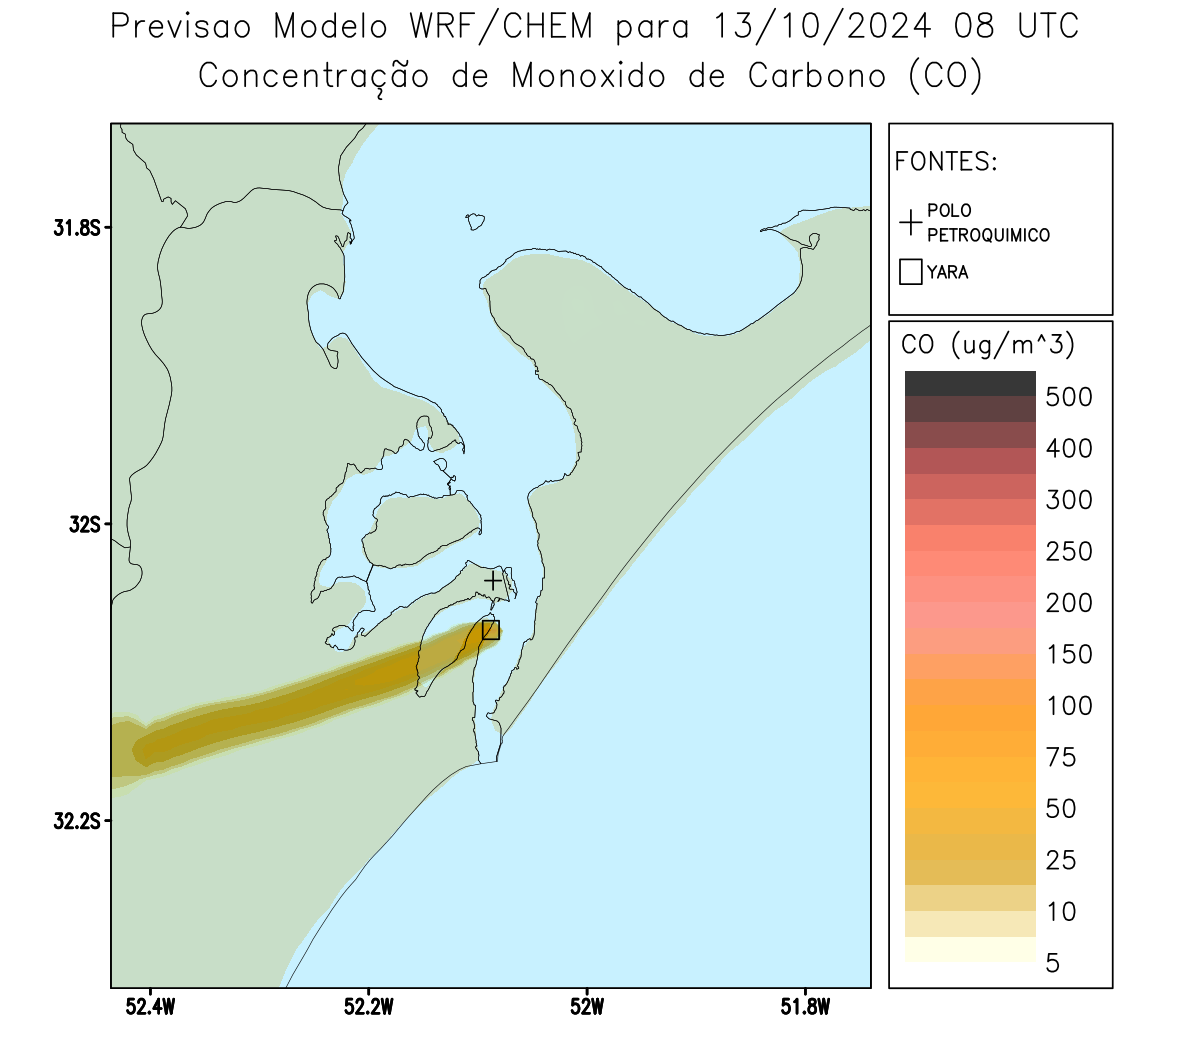 Previsao Modelo WRF/CHEM para 13/10/2024 08 UTC
Concentração de Monoxido de Carbono (CO)
FONTES:
POLO
PETROQUIMICO
YARA
CO (ug/m^3)
500
400
300
250
200
150
100
75
50
25
10
5
31.8S
32S
32.2S
52.4W
52.2W
52W
51.8W